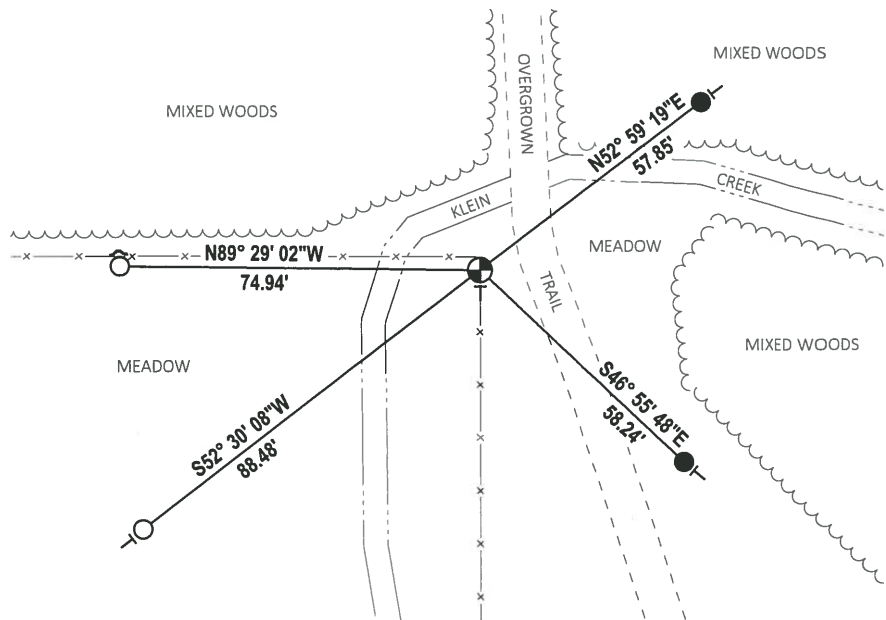 MIXED WOODS
OVERGROWN
MIXED WOODS
N52° 59' 19"E
57.85'
CREEK
KLEIN
N89° 29' 02"W
74.94'
MEADOW
TRAIL
MIXED WOODS
MEADOW
S46° 55' 48"E
58.24'
S52° 30' 08"W
88.48'